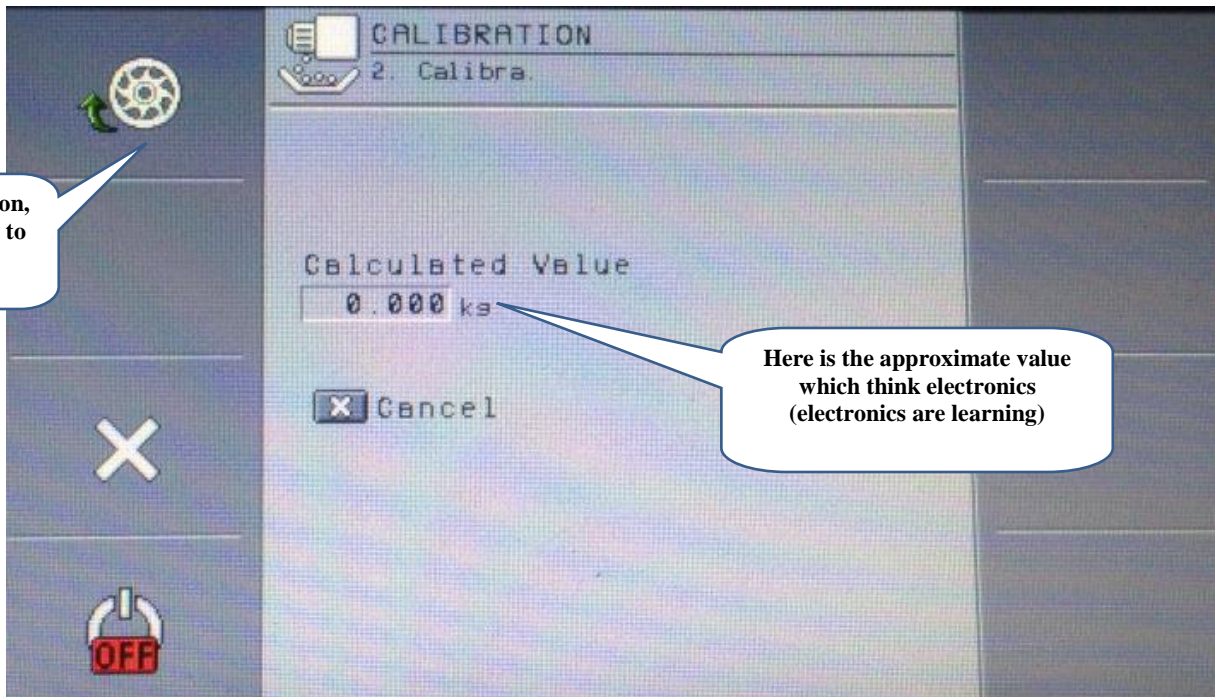 CALIBRATION
2. Calibra.
on,
to
Calculated Value
0.000 kg
Here is the approximate value
which think electronics
(electronics are learning)
Cancel
OFF